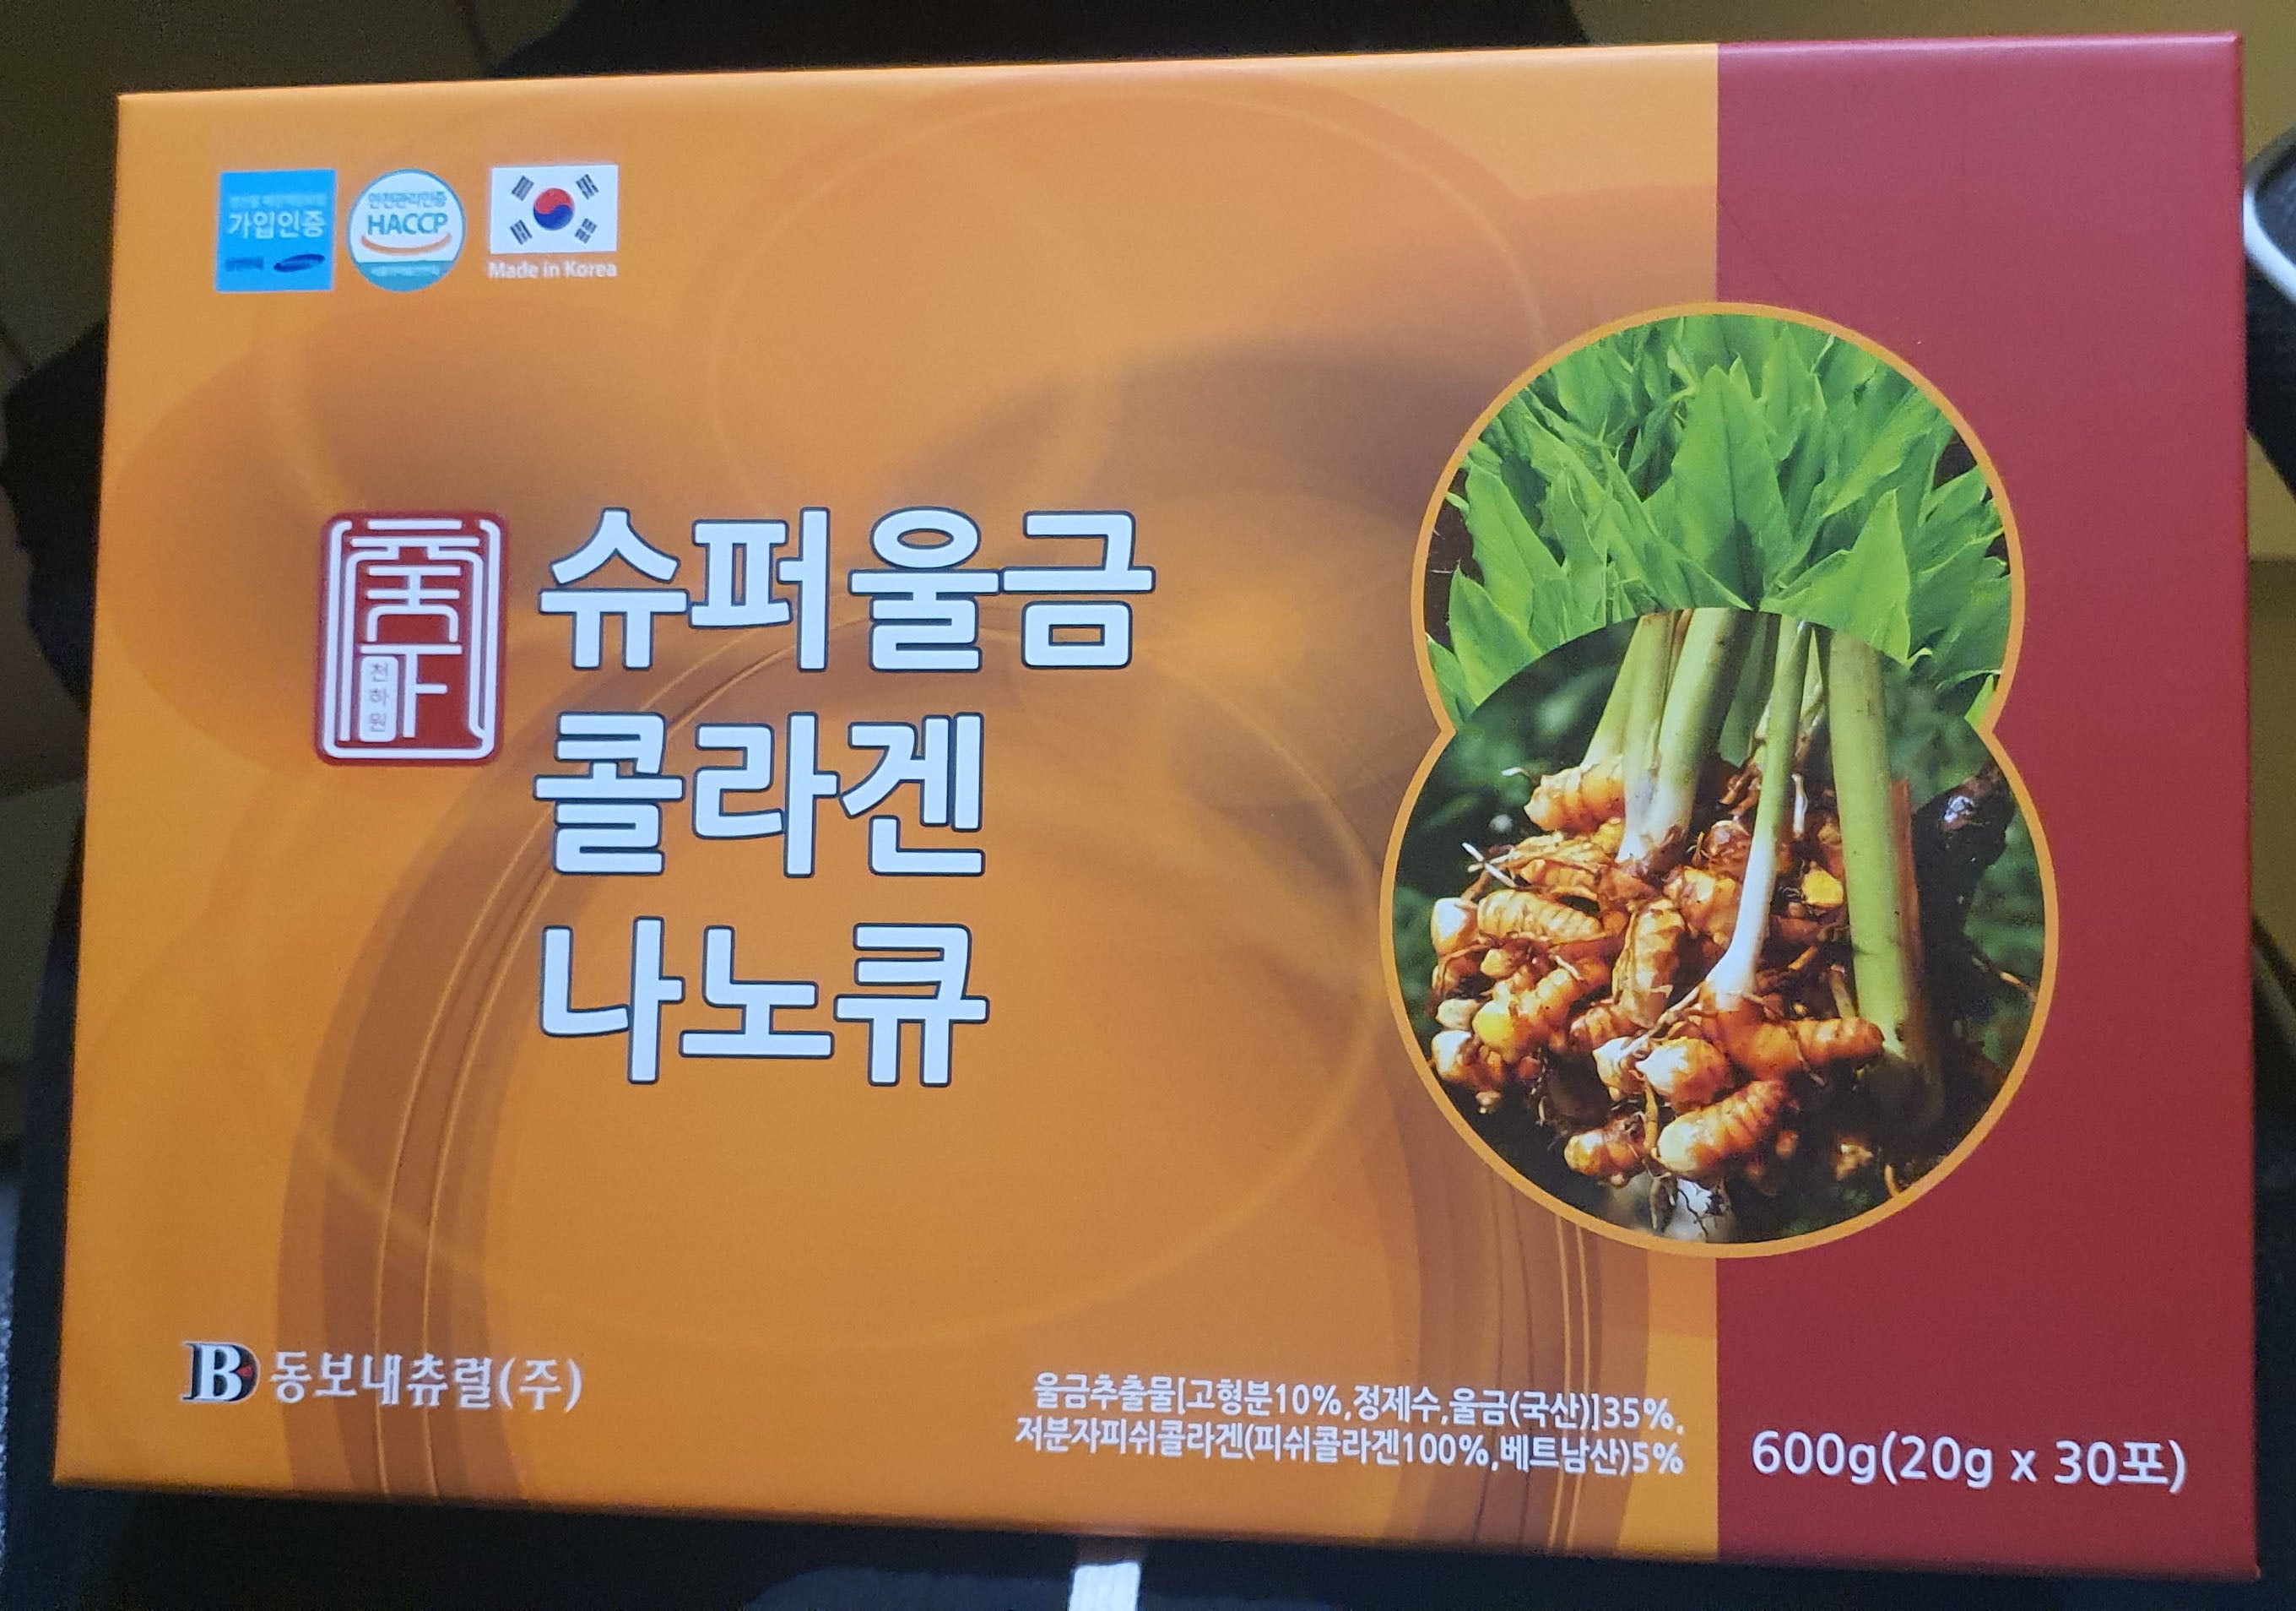 가입인증
안전관리인증
HACCP
Made in Korea
천하원
슈퍼울금
콜라겐
나노큐
동보내츄럴(주)
울금추출물[고형분10%,정제수,울금(국산)]35%,
저분자피쉬콜라겐(피쉬콜라겐100%,베트남산)5%
600g(20g x 30포)